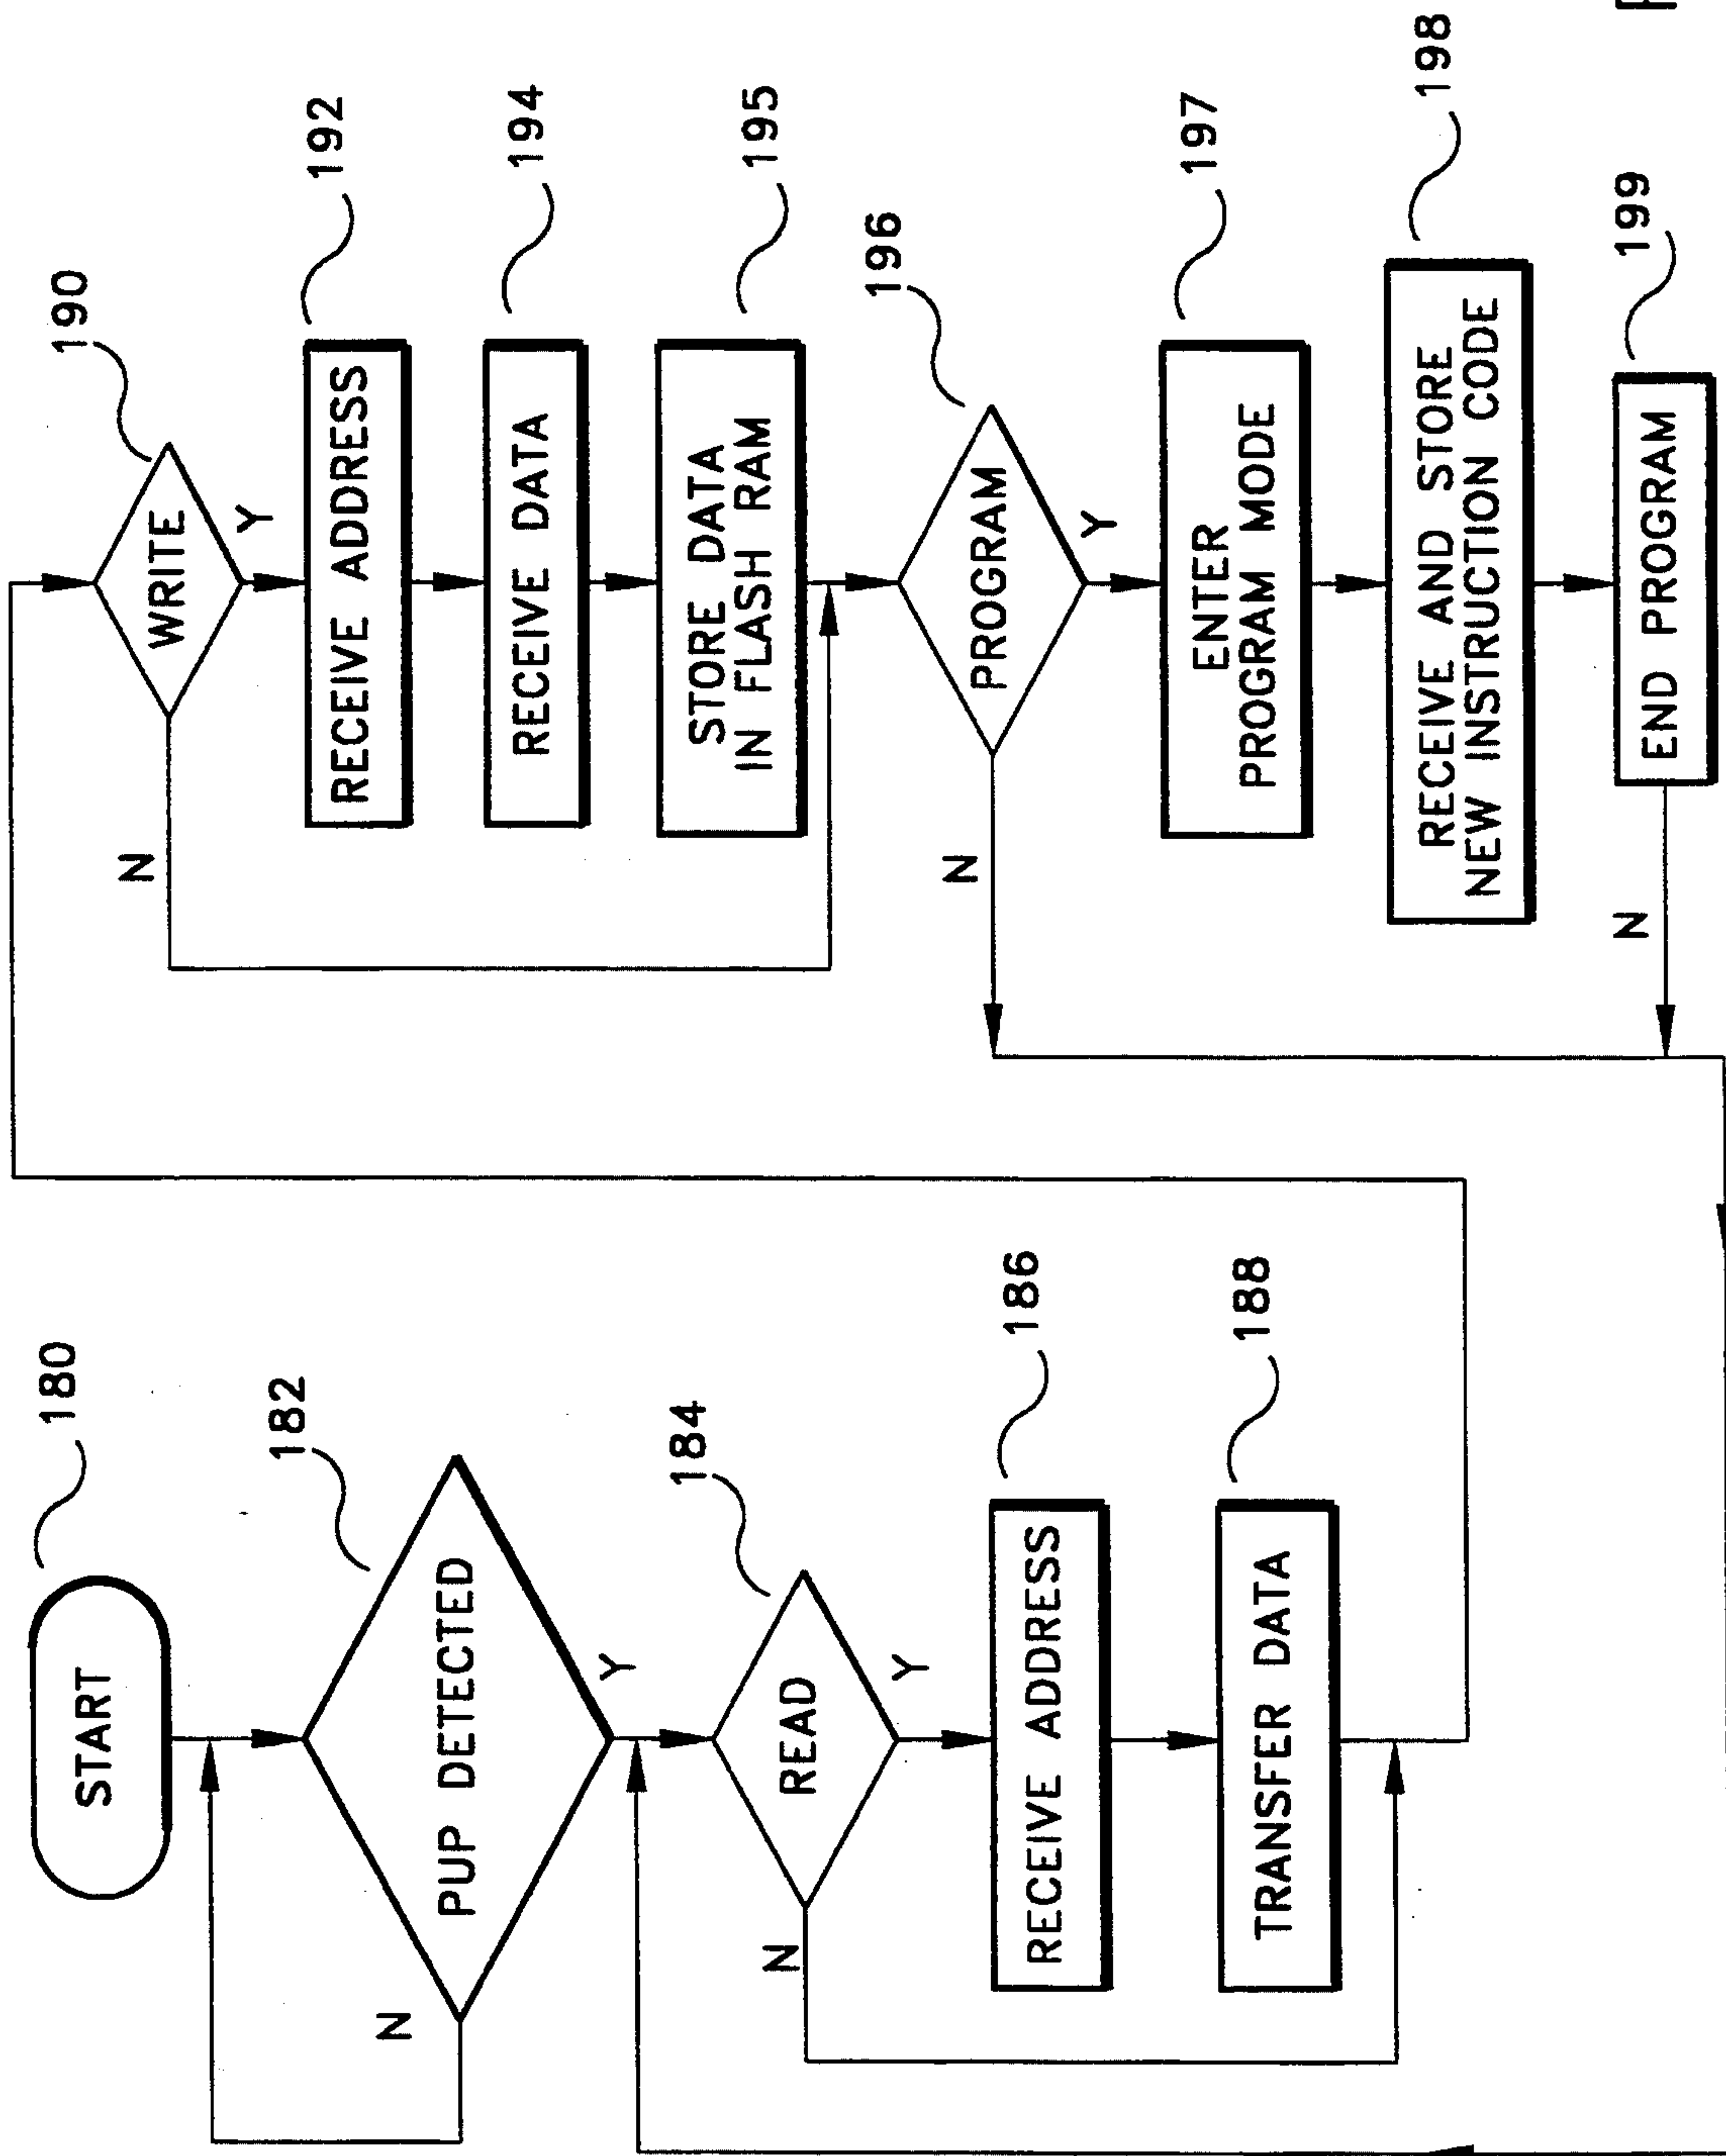 START
180
PUP DETECTED
182
N
Y
READ
184
N
Y
RECEIVE ADDRESS
186
TRANSFER DATA
188
WRITE
190
N
Y
RECEIVE ADDRESS
192
RECEIVE DATA
194
STORE DATA
IN FLASH RAM
195
PROGRAM
196
N
Y
ENTER
PROGRAM MODE
197
RECEIVE AND STORE
NEW INSTRUCTION CODE
198
END PROGRAM
199
N